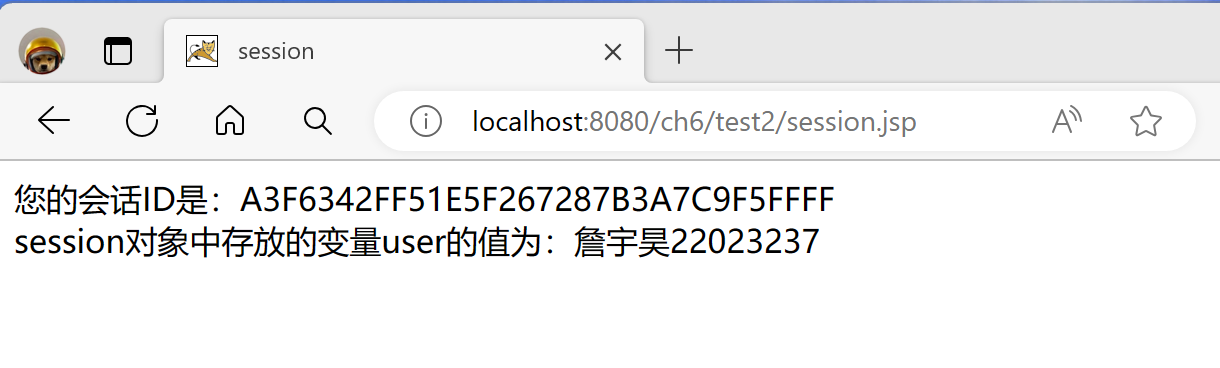 session
localhost:8080/ch6/test2/session.jsp
您的会话ID是：A3F6342FF51E5F267287B3A7C9F5FFFF
session对象中存放的变量user的值为：詹宇昊22023237